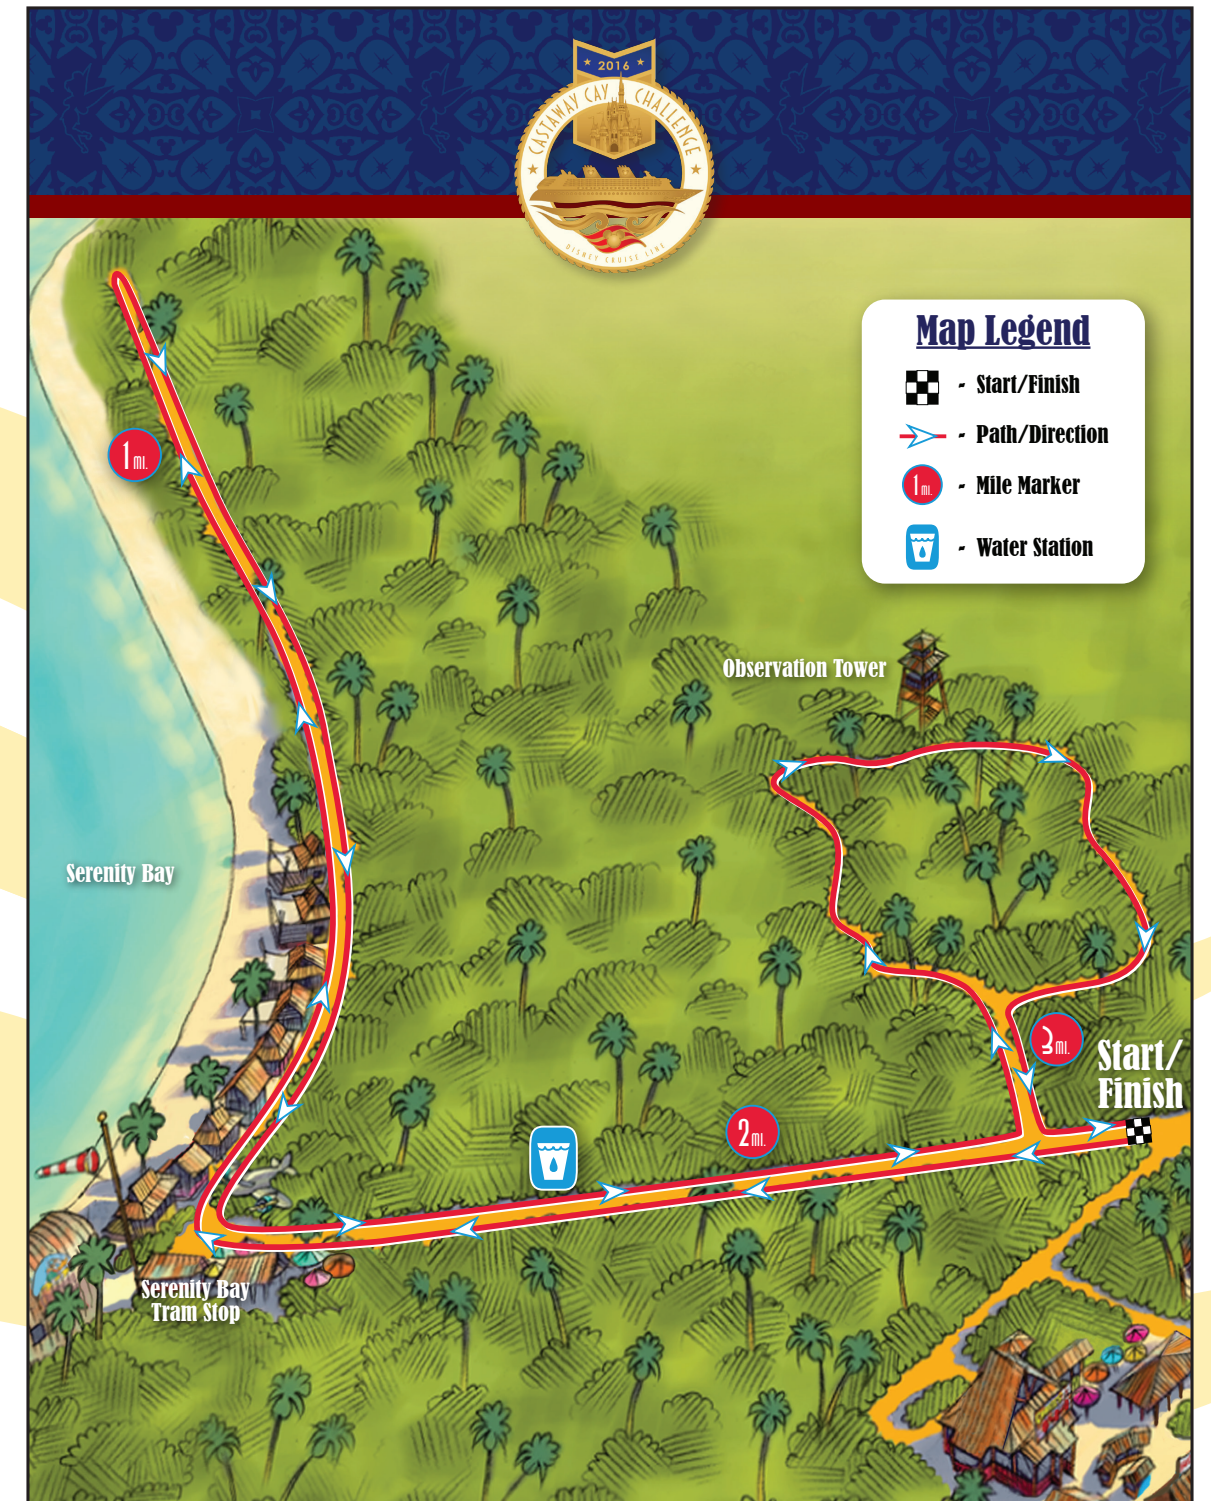 2016
CASTAWAY CAY CHALLENGE
DISNEY CRUISE LINE
Map Legend
- Start/Finish
- Path/Direction
1 MI. - Mile Marker
- Water Station
1 MI.
Observation Tower
Serenity Bay
3 MI.
Start/
Finish
2 MI.
Serenity Bay
Tram Stop